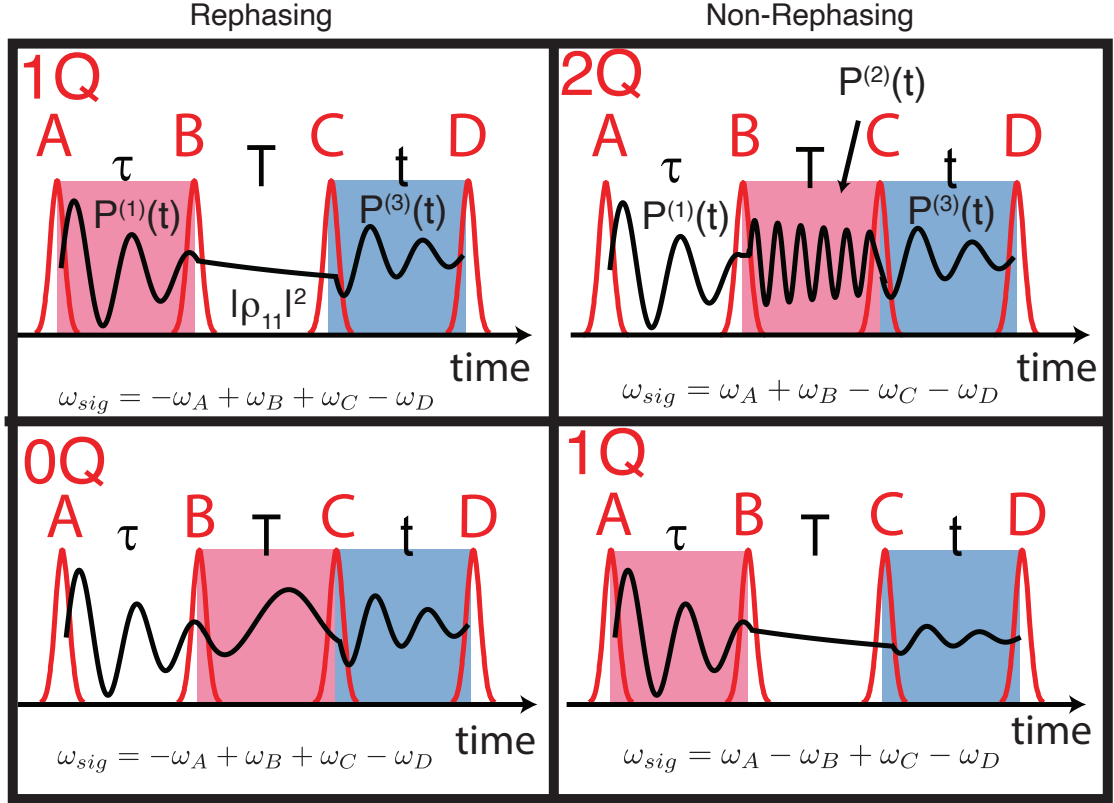 Rephasing
Non-Rephasing
1Q
A B C D
τ T t
P⁽¹⁾(t)
P⁽³⁾(t)
|ρ₁₁|²
time
ω_sig = −ω_A + ω_B + ω_C − ω_D
2Q
P⁽²⁾(t)
A B C D
τ T t
P⁽¹⁾(t)
P⁽³⁾(t)
time
ω_sig = ω_A + ω_B − ω_C − ω_D
0Q
A B C D
τ T t
time
ω_sig = −ω_A + ω_B + ω_C − ω_D
1Q
A B C D
τ T t
time
ω_sig = ω_A − ω_B + ω_C − ω_D